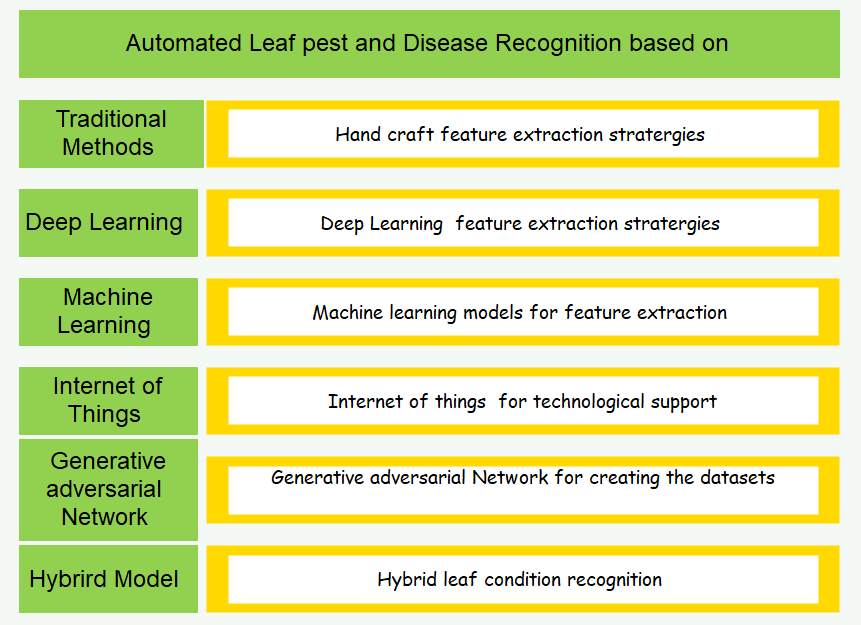 Automated Leaf pest and Disease Recognition based on
Traditional
Methods
Hand craft feature extraction stratergies
Deep Learning
Deep Learning feature extraction stratergies
Machine
Learning
Machine learning models for feature extraction
Internet of
Things
Internet of things for technological support
Generative
adversarial
Network
Generative adversarial Network for creating the datasets
Hybrird Model
Hybrid leaf condition recognition